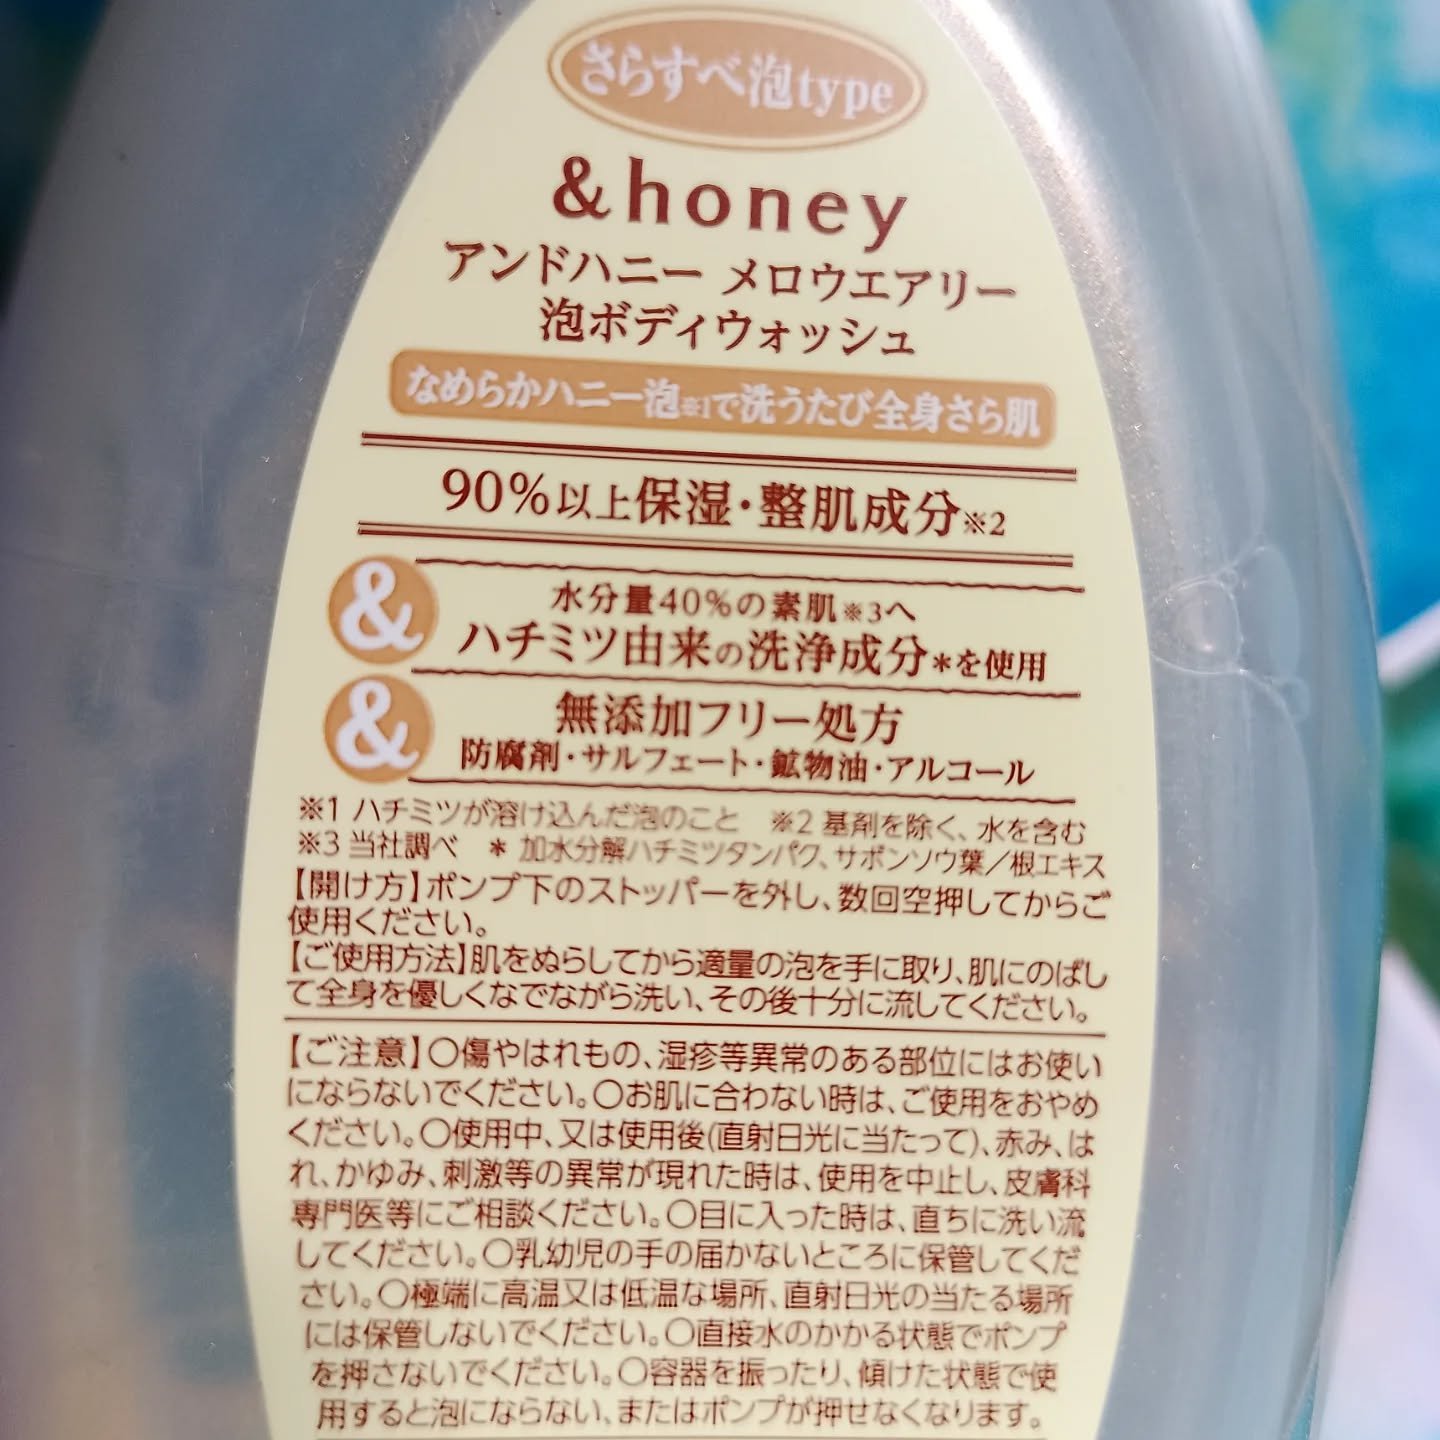 さらすべ泡type
&honey
アンドハニー メロウエアリー
泡ボディウォッシュ
なめらかハニー泡※1で洗うたび全身さら肌
90%以上保湿・整肌成分※2
& 水分量40%の素肌※3へ
ハチミツ由来の洗浄成分*を使用
& 無添加フリー処方
防腐剤・サルフェート・鉱物油・アルコール
※1 ハチミツが溶け込んだ泡のこと ※2 基剤を除く、水を含む
※3 当社調べ * 加水分解ハチミツタンパク、サボンソウ葉/根エキス
【開け方】ポンプ下のストッパーを外し、数回空押ししてからご
使用ください。
【ご使用方法】肌をぬらしてから適量の泡を手に取り、肌にのばし
て全身を優しくなでながら洗い、その後十分に流してください。
【ご注意】○傷やはれもの、湿疹等異常のある部位にはお使い
にならないでください。○お肌に合わない時は、ご使用をおやめ
ください。○使用中、又は使用後(直射日光に当たって)、赤み、は
れ、かゆみ、刺激等の異常が現れた時は、使用を中止し、皮膚科
専門医等にご相談ください。○目に入った時は、直ちに洗い流
してください。○乳幼児の手の届かないところに保管してくだ
さい。○極端に高温又は低温な場所、直射日光の当たる場所
には保管しないでください。○直接水のかかる状態でポンプ
を押さないでください。○容器を振ったり、傾けた状態で使
用すると泡にならない、またはポンプが押せなくなります。